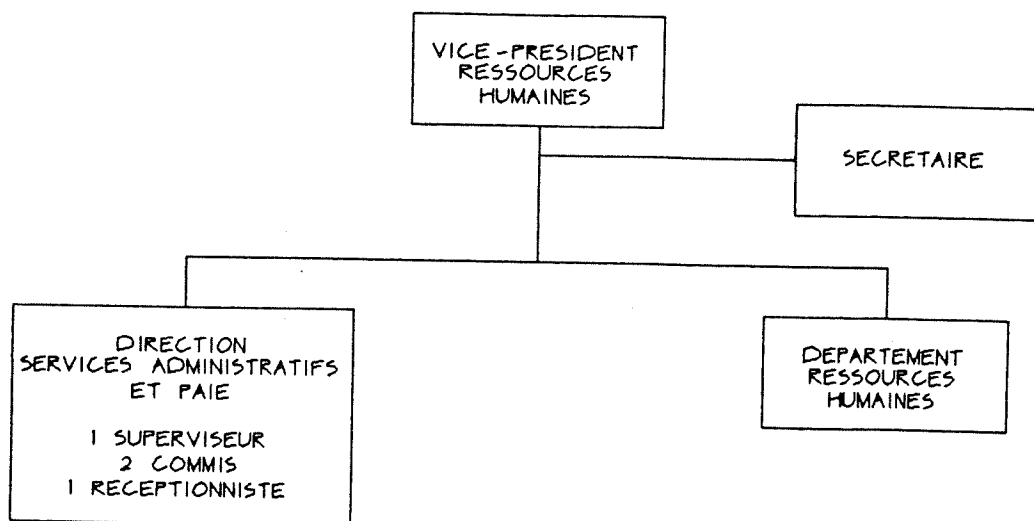 VICE-PRESIDENT
RESSOURCES
HUMAINES
SECRETAIRE
DIRECTION
SERVICES ADMINISTRATIFS
ET PAIE
1 SUPERVISEUR
2 COMMIS
1 RECEPTIONNISTE
DEPARTEMENT
RESSOURCES
HUMAINES